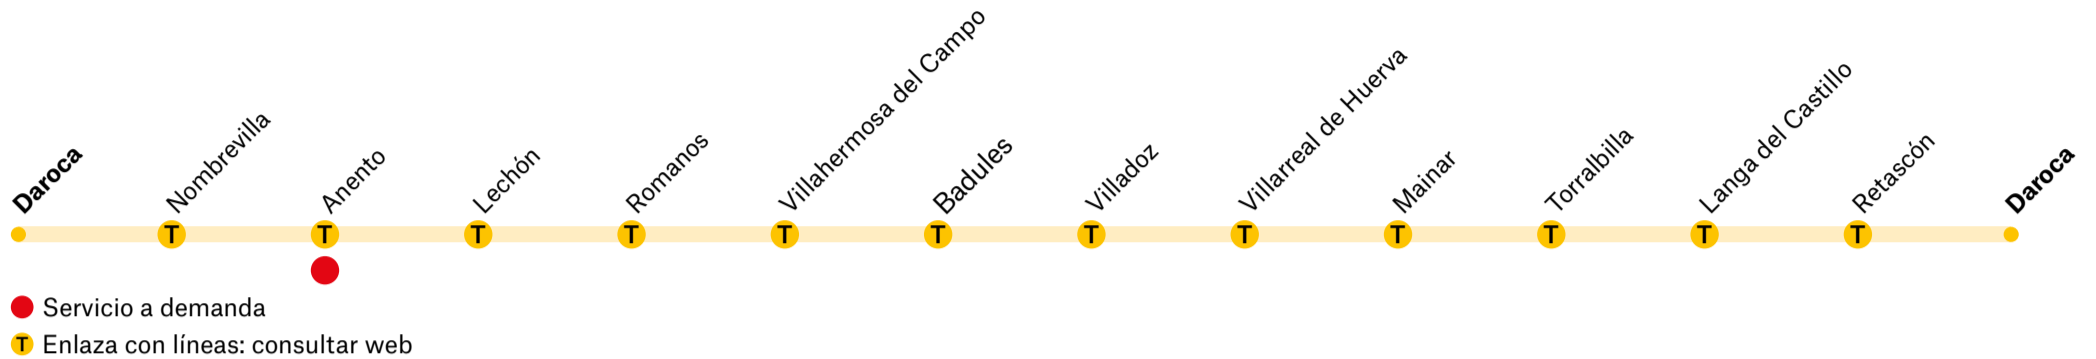 Daroca
Nombrevilla
Anento
Lechón
Romanos
Villahermosa del Campo
Badules
Villadoz
Villarreal de Huerva
Mainar
Torralbilla
Langa del Castillo
Retascón
Daroca
T T T T T T T T T T T T
Servicio a demanda
T Enlaza con líneas: consultar web